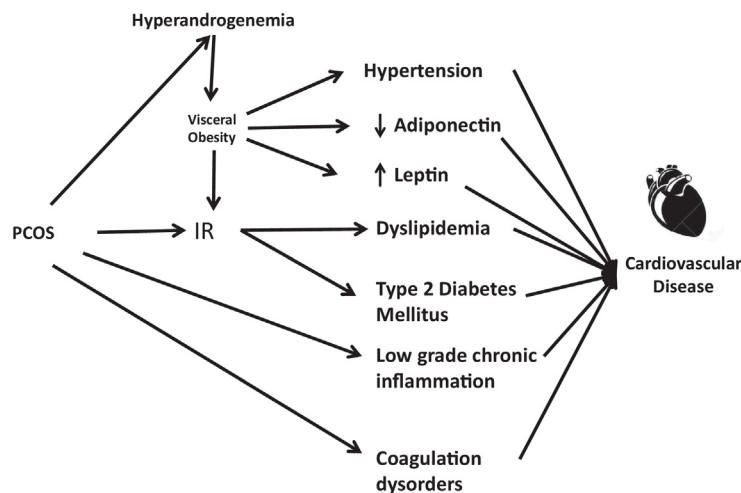 Hyperandrogenemia
Hypertension
Visceral
Obesity
↓ Adiponectin
↑ Leptin
PCOS
IR
Dyslipidemia
Cardiovascular
Disease
Type 2 Diabetes
Mellitus
Low grade chronic
inflammation
Coagulation
dysorders